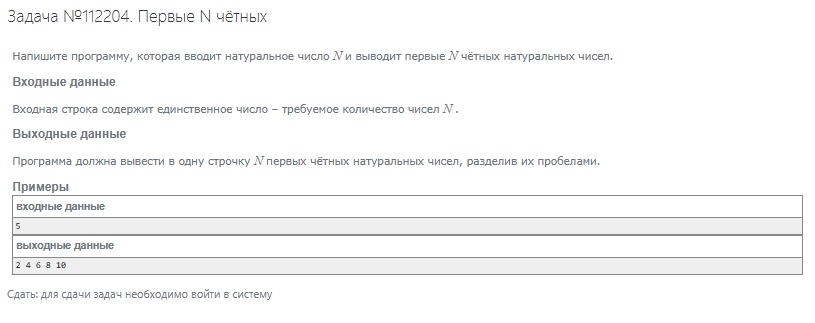 Задача №112204. Первые N чётных
Напишите программу, которая вводит натуральное число N и выводит первые N чётных натуральных чисел.
Входные данные
Входная строка содержит единственное число – требуемое количество чисел N .
Выходные данные
Программа должна вывести в одну строчку N первых чётных натуральных чисел, разделив их пробелами.
Примеры
входные данные
5
выходные данные
2 4 6 8 10
Сдать: для сдачи задач необходимо войти в систему